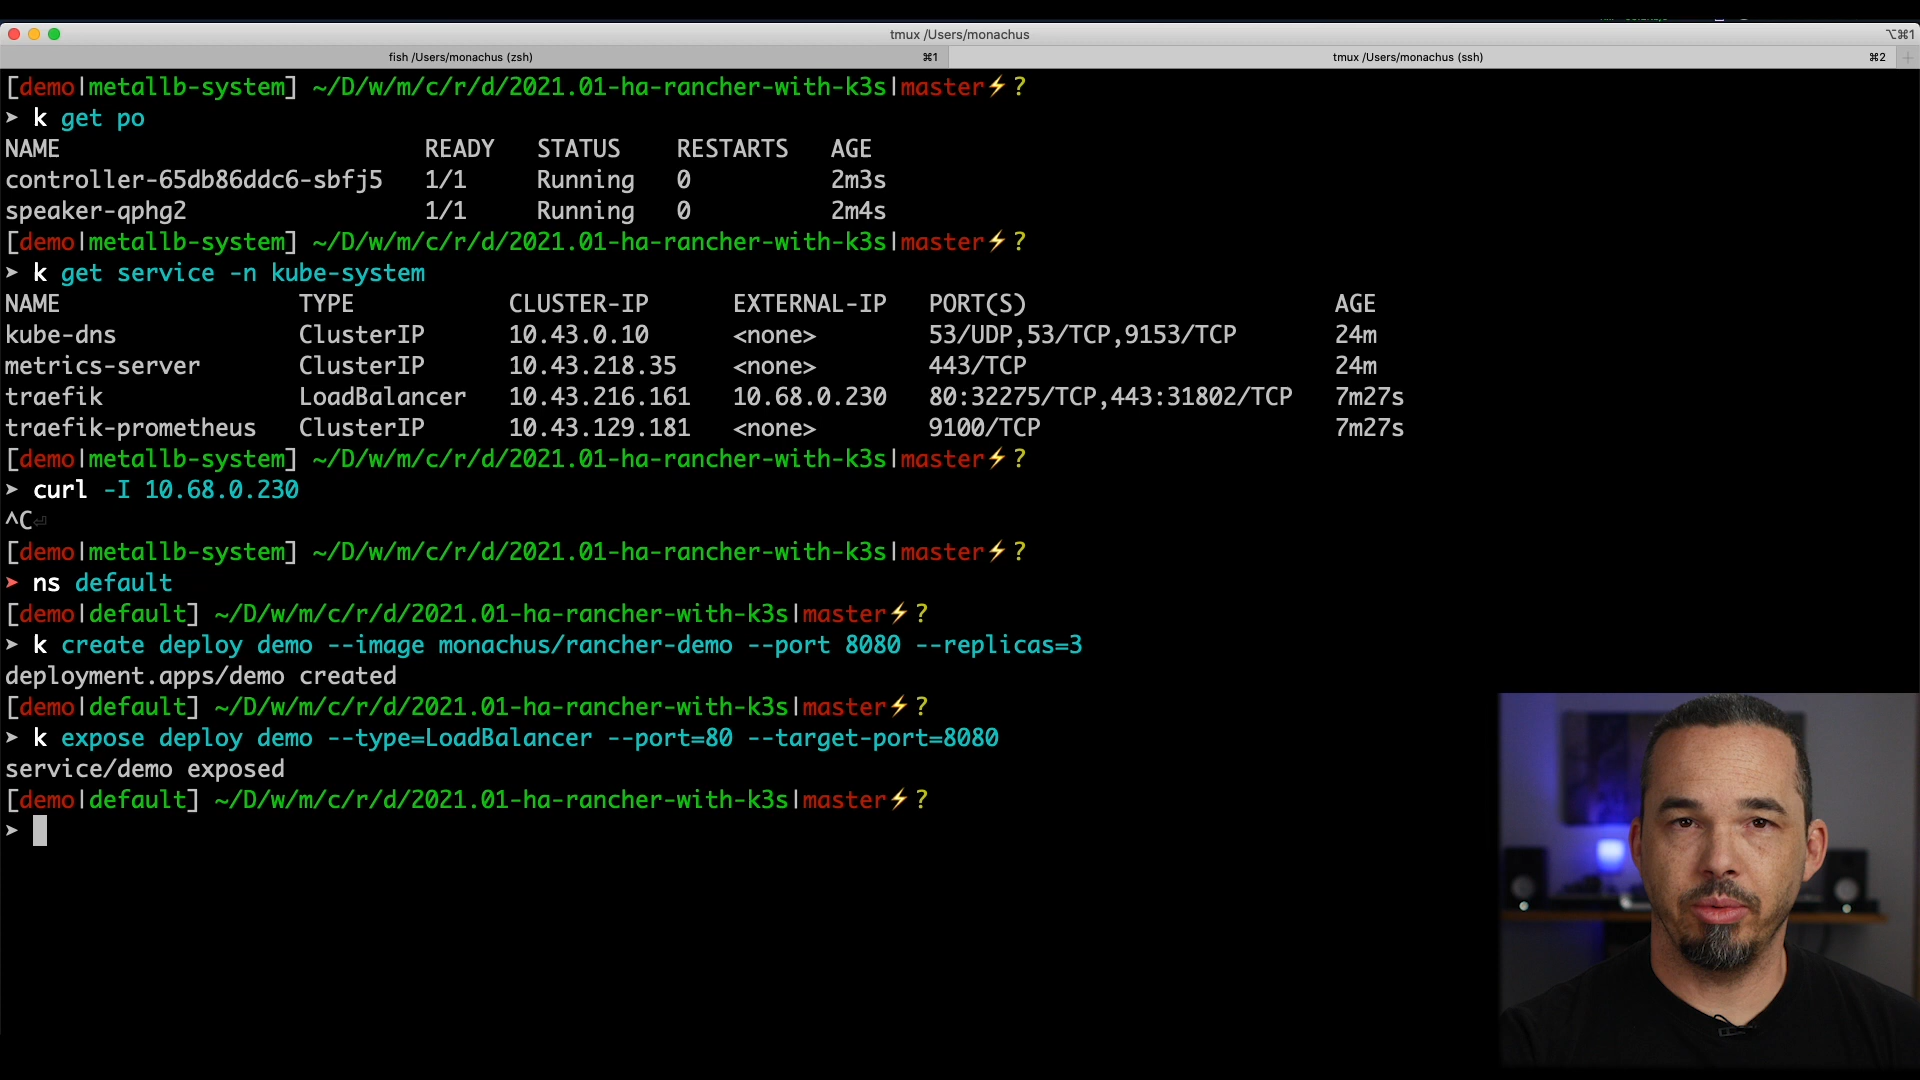 tmux /Users/monachus
⌥⌘1
fish /Users/monachus (zsh)
⌘1
tmux /Users/monachus (ssh)
⌘2
[demo|metallb-system] ~/D/w/m/c/r/d/2021.01-ha-rancher-with-k3s|master⚡?
➤ k get po
NAME READY STATUS RESTARTS AGE
controller-65db86ddc6-sbfj5 1/1 Running 0 2m3s
speaker-qphg2 1/1 Running 0 2m4s
[demo|metallb-system] ~/D/w/m/c/r/d/2021.01-ha-rancher-with-k3s|master⚡?
➤ k get service -n kube-system
NAME TYPE CLUSTER-IP EXTERNAL-IP PORT(S) AGE
kube-dns ClusterIP 10.43.0.10 <none> 53/UDP,53/TCP,9153/TCP 24m
metrics-server ClusterIP 10.43.218.35 <none> 443/TCP 24m
traefik LoadBalancer 10.43.216.161 10.68.0.230 80:32275/TCP,443:31802/TCP 7m27s
traefik-prometheus ClusterIP 10.43.129.181 <none> 9100/TCP 7m27s
[demo|metallb-system] ~/D/w/m/c/r/d/2021.01-ha-rancher-with-k3s|master⚡?
➤ curl -I 10.68.0.230
^C⏎
[demo|metallb-system] ~/D/w/m/c/r/d/2021.01-ha-rancher-with-k3s|master⚡?
➤ ns default
[demo|default] ~/D/w/m/c/r/d/2021.01-ha-rancher-with-k3s|master⚡?
➤ k create deploy demo --image monachus/rancher-demo --port 8080 --replicas=3
deployment.apps/demo created
[demo|default] ~/D/w/m/c/r/d/2021.01-ha-rancher-with-k3s|master⚡?
➤ k expose deploy demo --type=LoadBalancer --port=80 --target-port=8080
service/demo exposed
[demo|default] ~/D/w/m/c/r/d/2021.01-ha-rancher-with-k3s|master⚡?
➤